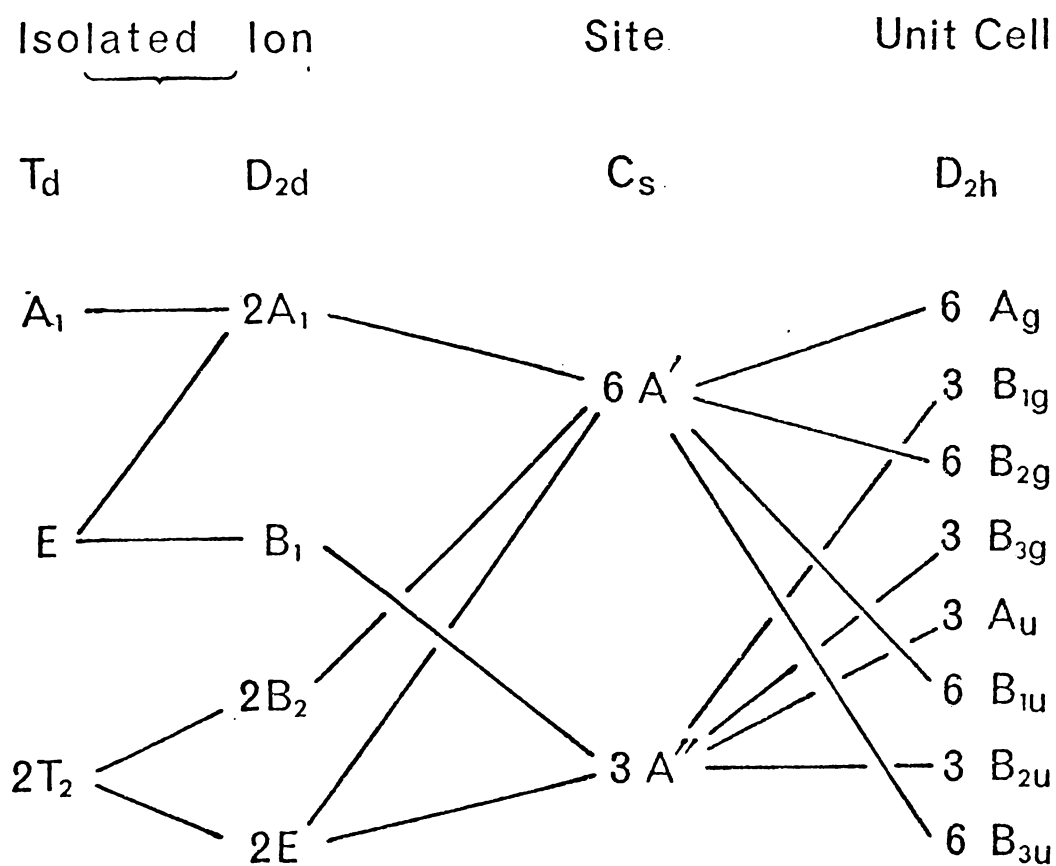 Isolated Ion Site Unit Cell
Td D2d Cs D2h
A1 2A1 6 Ag
6 A′ 3 B1g
6 B2g
E B1 3 B3g
3 Au
2B2 6 B1u
2T2 3 A″ 3 B2u
2E 6 B3u